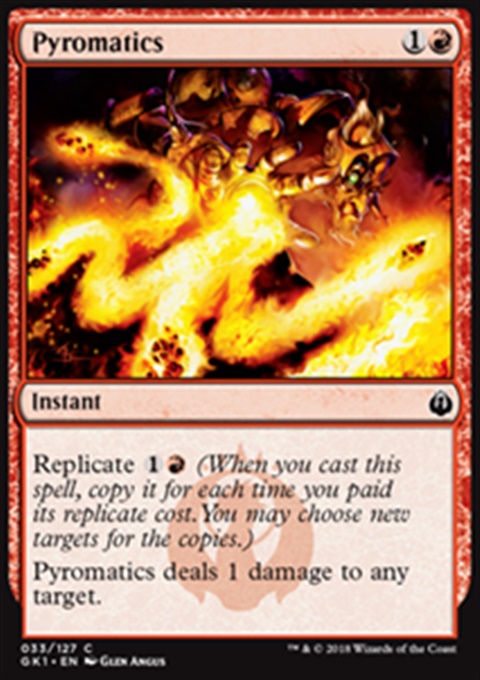 Pyromatics 1
Instant
Replicate 1 (When you cast this
spell, copy it for each time you paid
its replicate cost. You may choose new
targets for the copies.)
Pyromatics deals 1 damage to any
target.
033/127 C
GK1 • EN Glen Angus
™ & © 2018 Wizards of the Coast